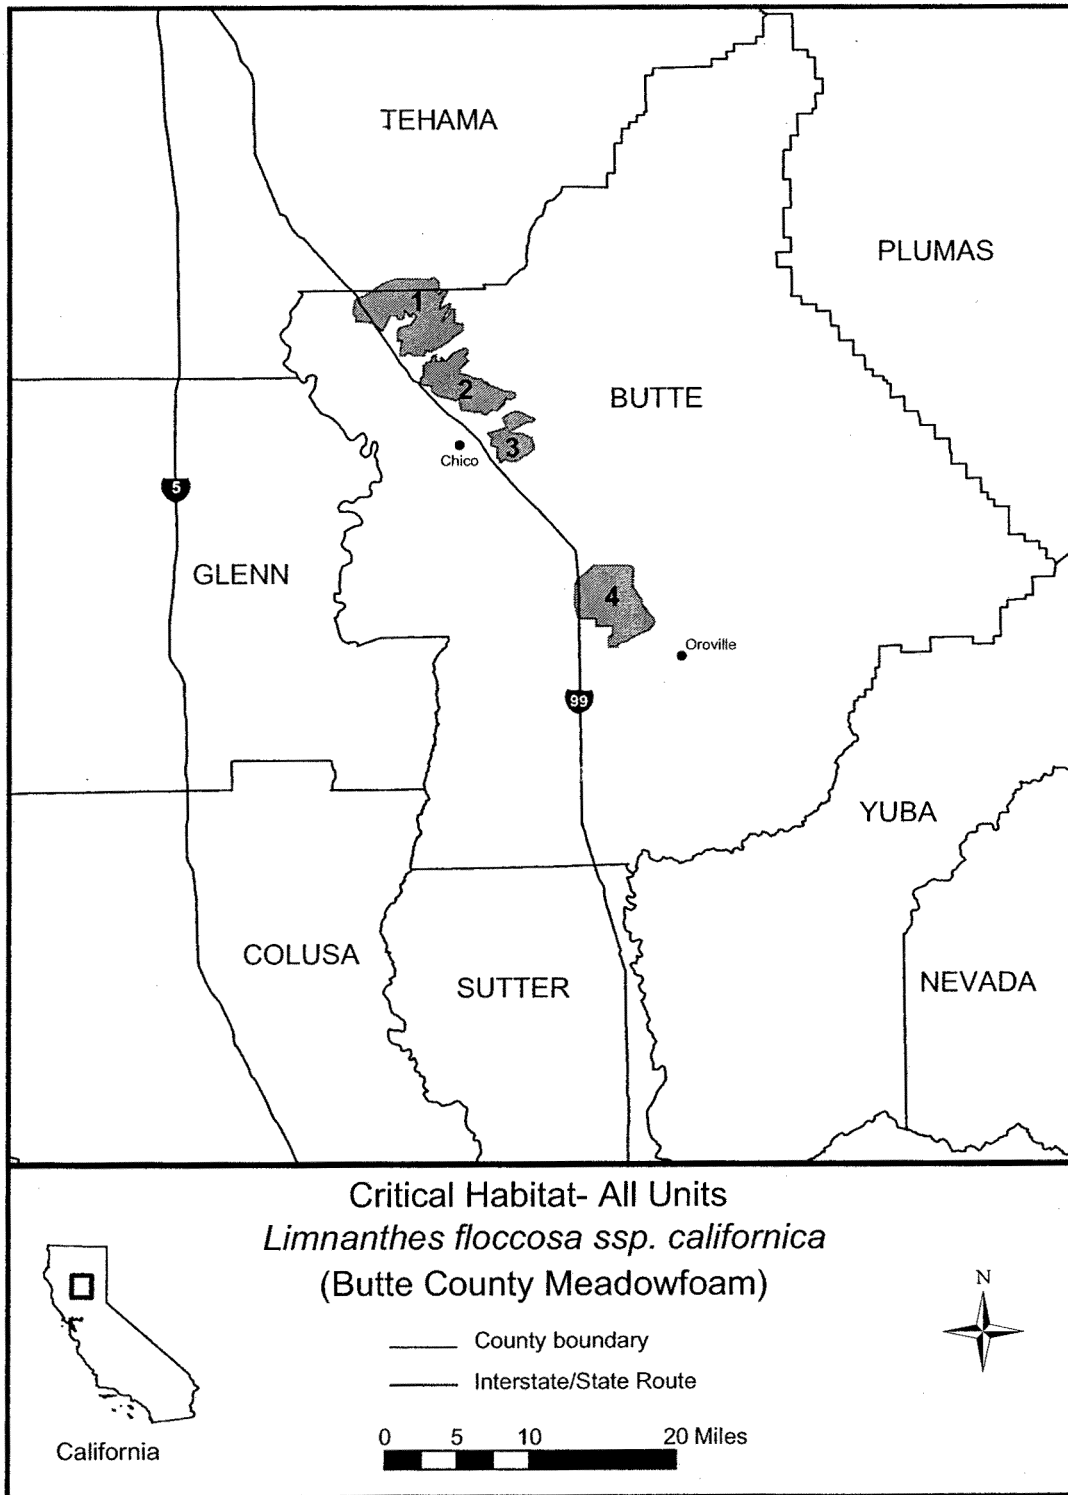 TEHAMA
PLUMAS
1
2
BUTTE
3
Chico
5
GLENN
4
Oroville
99
YUBA
COLUSA
SUTTER
NEVADA
Critical Habitat- All Units
Limnanthes floccosa ssp. californica
(Butte County Meadowfoam)
N
County boundary
Interstate/State Route
0 5 10 20 Miles
California